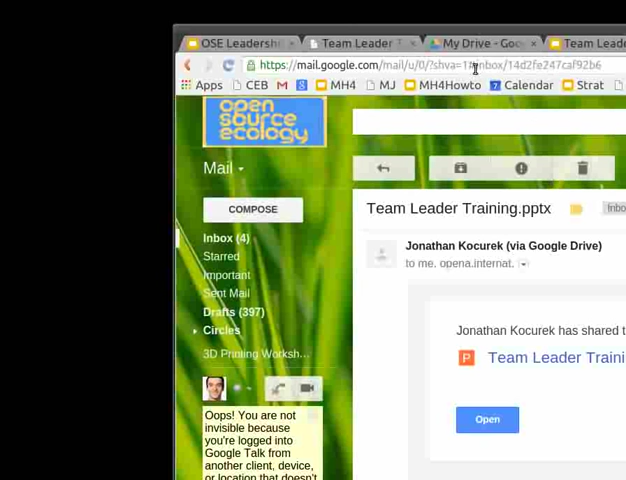 OSE Leadersh
Team Leader T
My Drive - Goo
Team Lead
https://mail.google.com/mail/u/0/?shva=1#inbox/14d2fe247caf92b6
Apps
CEB
MH4
MJ
MH4Howto
Calendar
Strat
open
source
ecology
Mail
COMPOSE
Team Leader Training.pptx
Inbo
Inbox (4)
Starred
Important
Sent Mail
Drafts (397)
Circles
3D Printing Worksh...
Jonathan Kocurek (via Google Drive)
to me, opena.internat.
Jonathan Kocurek has shared t
P
Team Leader Traini
Open
Oops! You are not
invisible because
you're logged into
Google Talk from
another client, device,
or location that doesn't